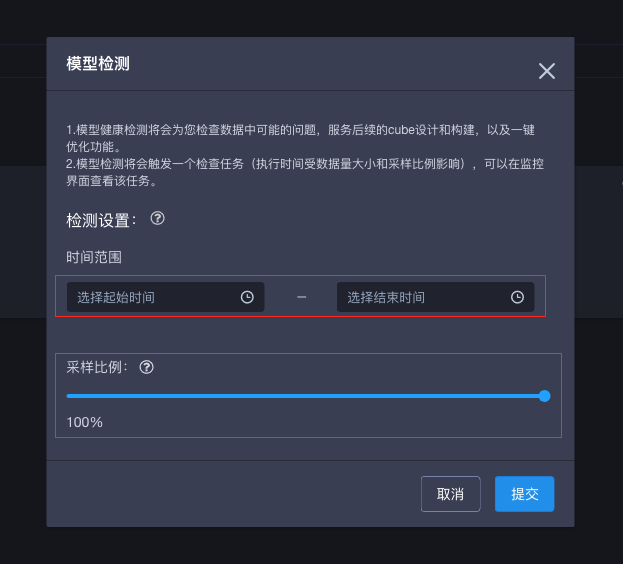 模型检测
1.模型健康检测将会为您检查数据中可能的问题，服务后续的cube设计和构建，以及一键
优化功能。
2.模型检测将会触发一个检查任务（执行时间受数据量大小和采样比例影响），可以在监控
界面查看该任务。
检测设置：
时间范围
选择起始时间 – 选择结束时间
采样比例：
100%
取消 提交